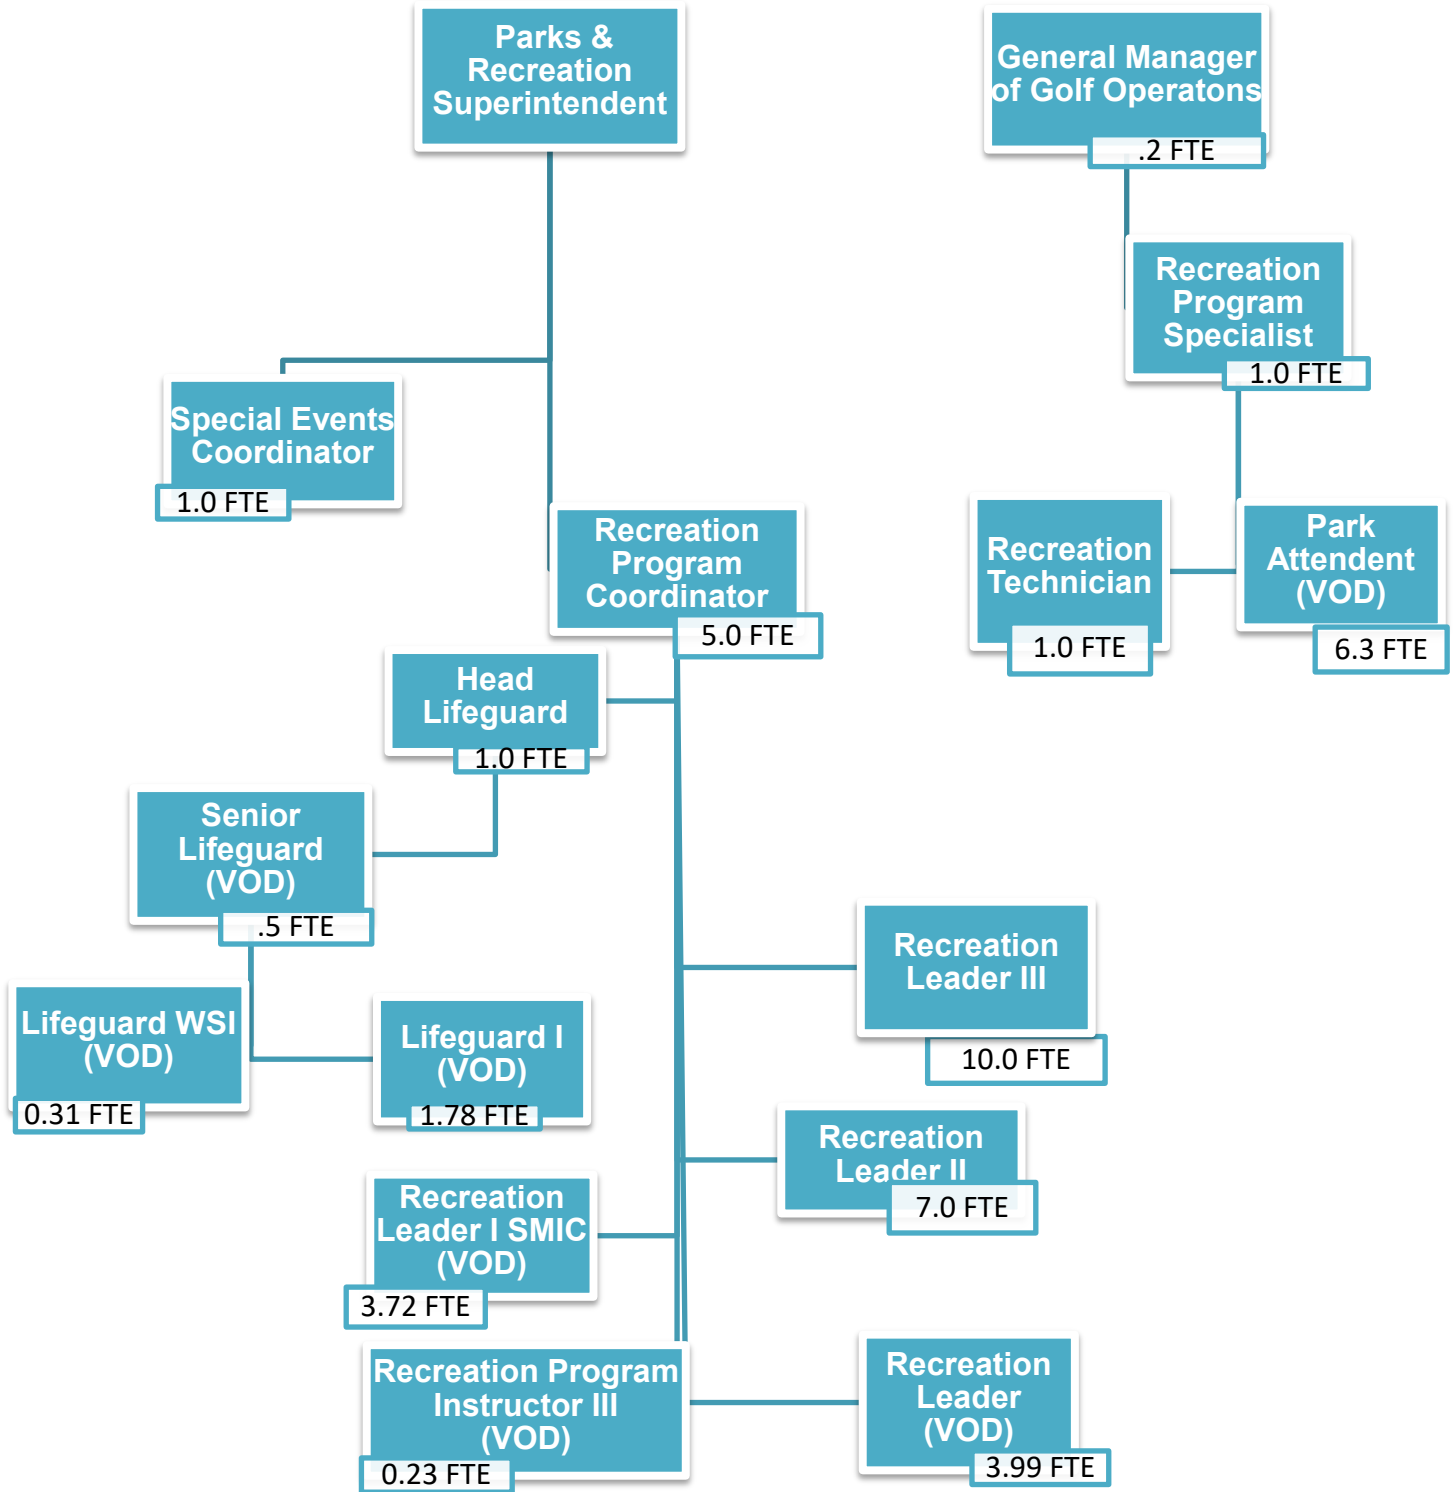 Parks &
Recreation
Superintendent
General Manager
of Golf Operatons
.2 FTE
Recreation
Program
Specialist
1.0 FTE
Special Events
Coordinator
1.0 FTE
Recreation
Program
Coordinator
5.0 FTE
Recreation
Technician
1.0 FTE
Park
Attendent
(VOD)
6.3 FTE
Head
Lifeguard
1.0 FTE
Senior
Lifeguard
(VOD)
.5 FTE
Lifeguard WSI
(VOD)
0.31 FTE
Lifeguard I
(VOD)
1.78 FTE
Recreation
Leader III
10.0 FTE
Recreation
Leader II
7.0 FTE
Recreation
Leader I SMIC
(VOD)
3.72 FTE
Recreation Program
Instructor III
(VOD)
0.23 FTE
Recreation
Leader
(VOD)
3.99 FTE